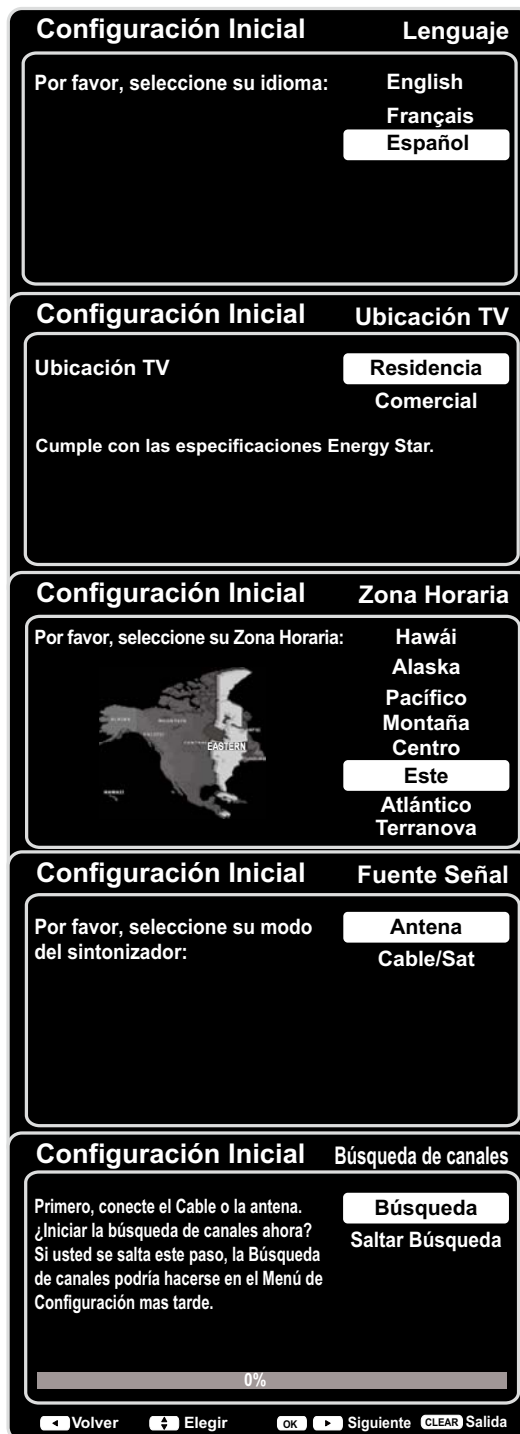 Configuración Inicial Lenguaje
Por favor, seleccione su idioma: English
Français
Español
Configuración Inicial Ubicación TV
Ubicación TV Residencia
Comercial
Cumple con las especificaciones Energy Star.
Configuración Inicial Zona Horaria
Por favor, seleccione su Zona Horaria: Hawái
Alaska
Pacífico
Montaña
Centro
EASTERN
Este
Atlántico
Terranova
Configuración Inicial Fuente Señal
Por favor, seleccione su modo Antena
del sintonizador: Cable/Sat
Configuración Inicial Búsqueda de canales
Primero, conecte el Cable o la antena. Búsqueda
¿Iniciar la búsqueda de canales ahora?
Si usted se salta este paso, la Búsqueda Saltar Búsqueda
de canales podría hacerse en el Menú de
Configuración mas tarde.
0%
Volver Elegir OK Siguiente CLEAR Salida